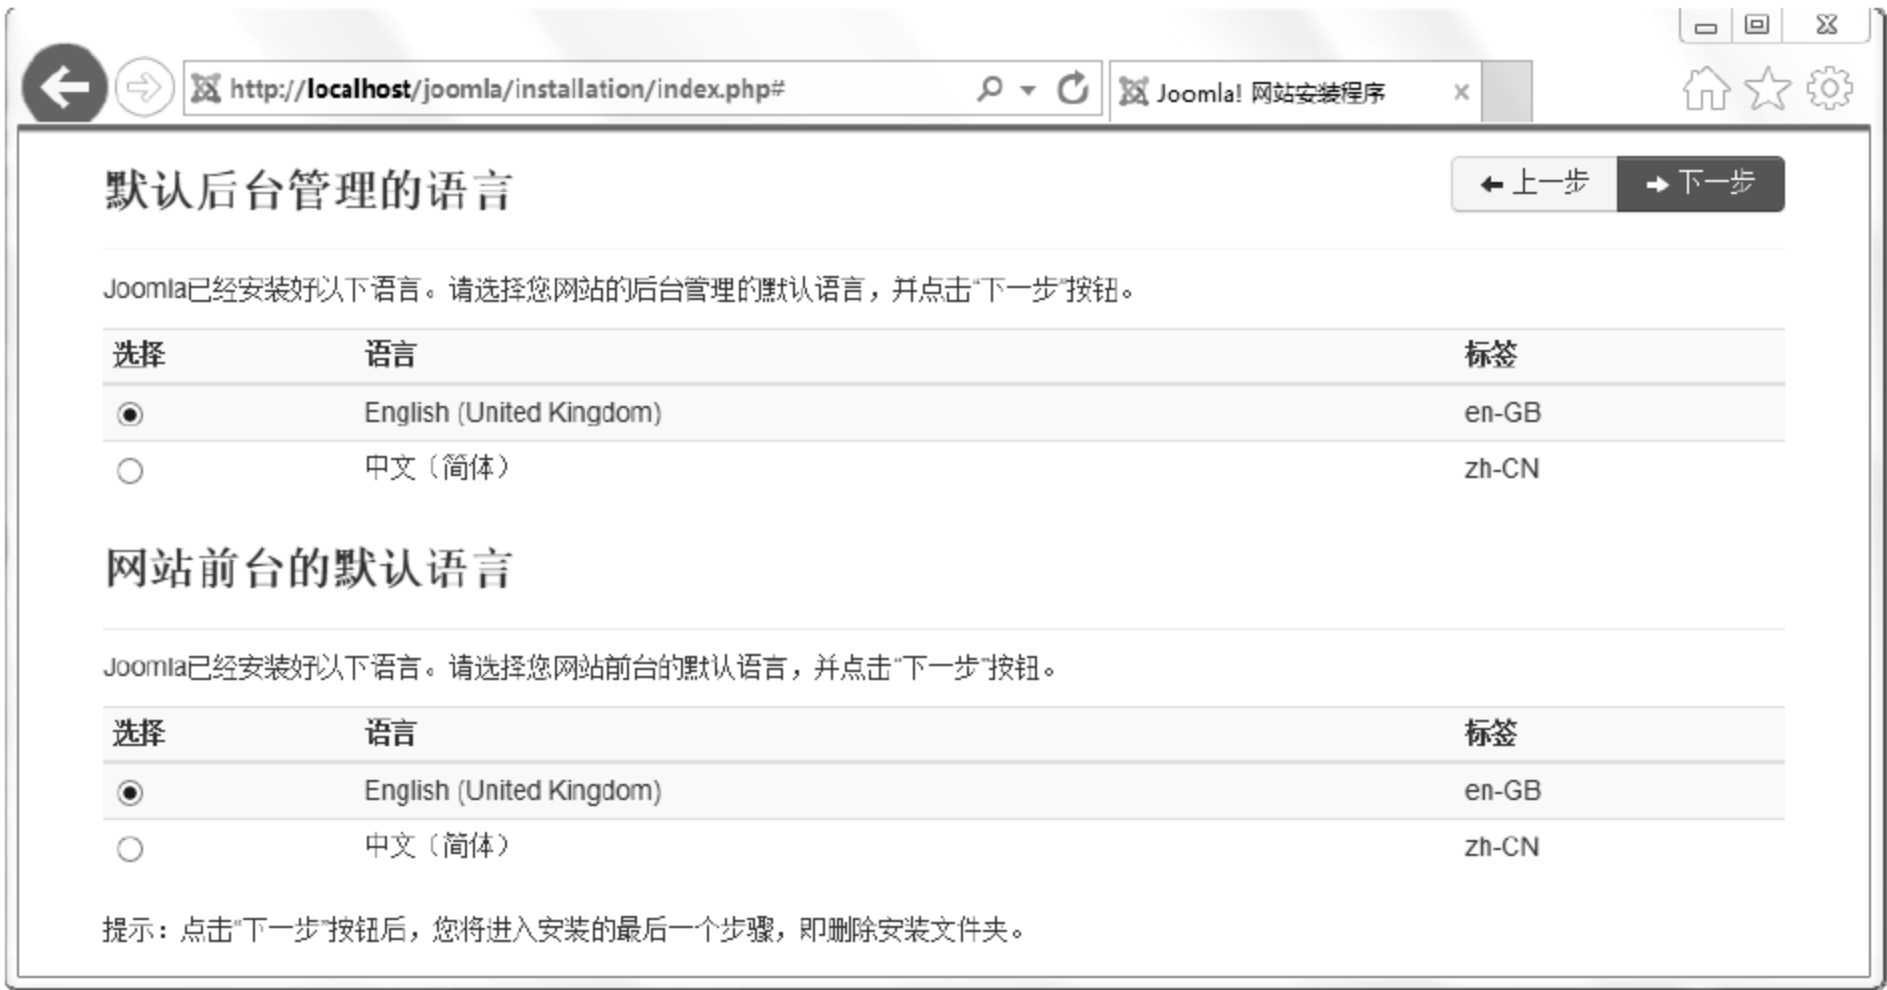 http://localhost/joomla/installation/index.php#
Joomla! 网站安装程序
默认后台管理的语言
上一步
下一步
Joomla已经安装好以下语言。请选择您网站的后台管理的默认语言，并点击“下一步”按钮。
选择 语言 标签
English (United Kingdom) en-GB
中文（简体） zh-CN
网站前台的默认语言
Joomla已经安装好以下语言。请选择您网站前台的默认语言，并点击“下一步”按钮。
选择 语言 标签
English (United Kingdom) en-GB
中文（简体） zh-CN
提示：点击“下一步”按钮后，您将进入安装的最后一个步骤，即删除安装文件夹。